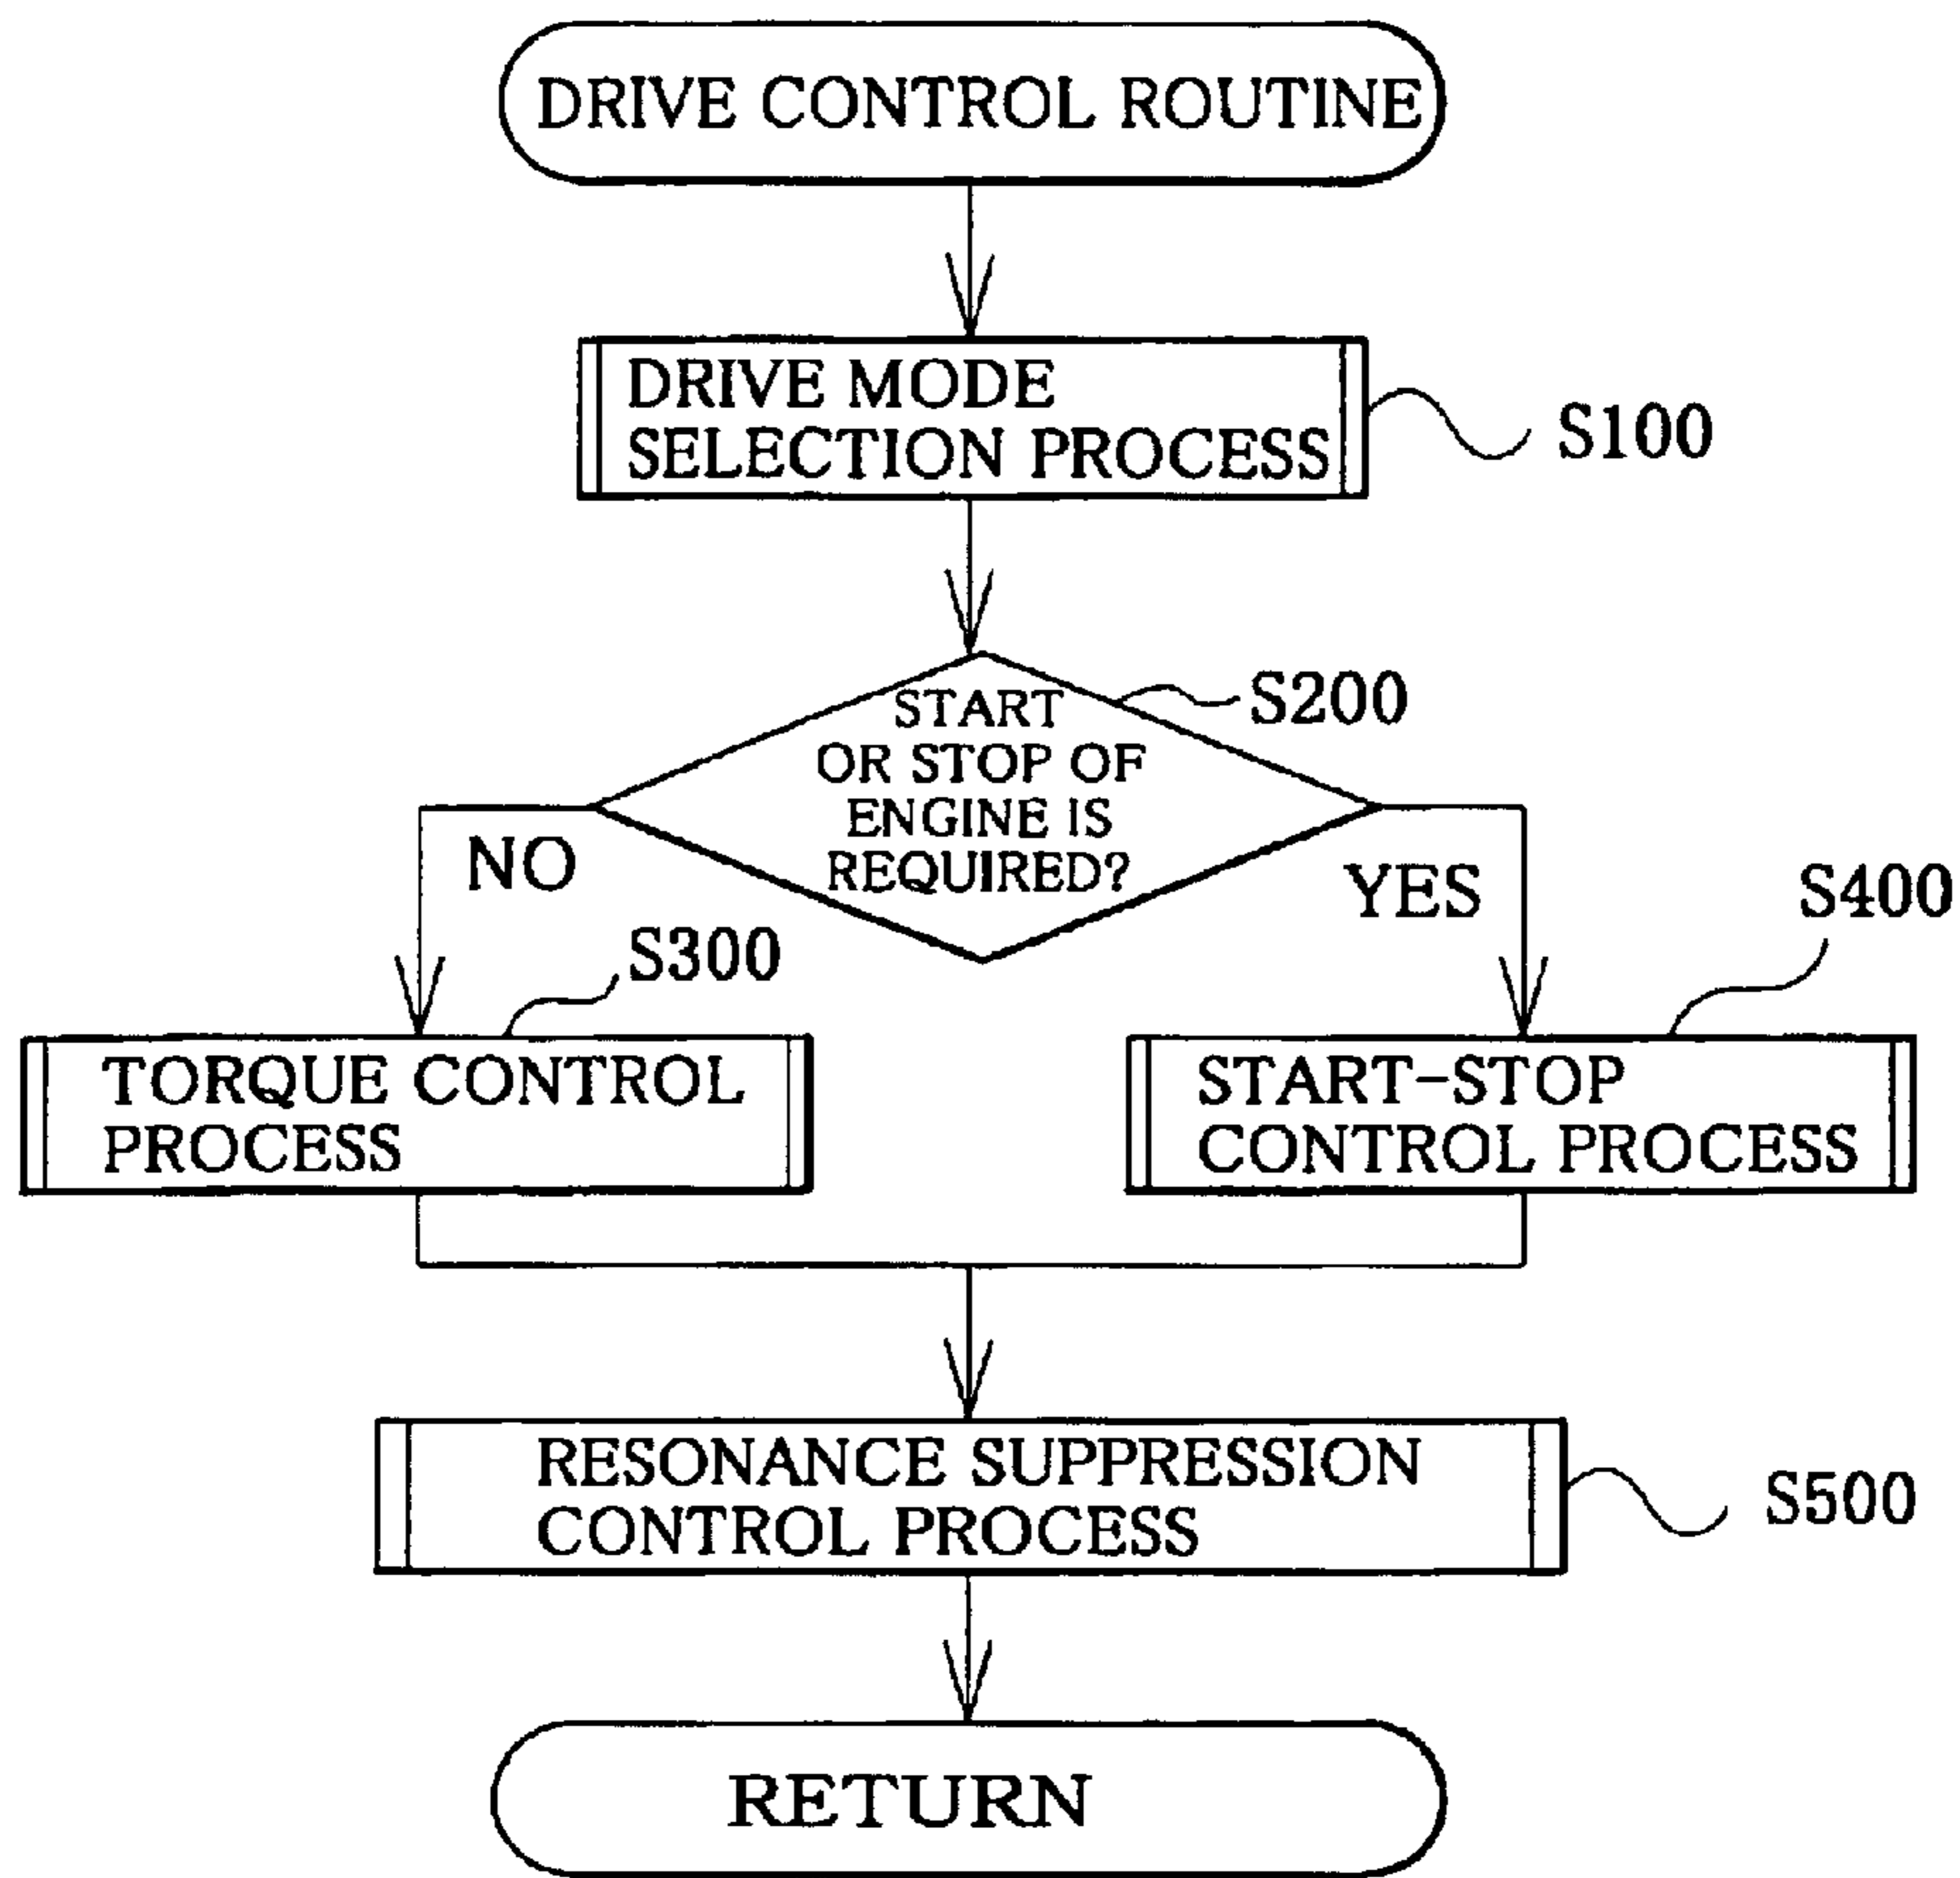 DRIVE CONTROL ROUTINE
DRIVE MODE
SELECTION PROCESS
S100
S200
START
OR STOP OF
ENGINE IS
REQUIRED?
NO
YES
S300
S400
TORQUE CONTROL
PROCESS
START-STOP
CONTROL PROCESS
RESONANCE SUPPRESSION
CONTROL PROCESS
S500
RETURN